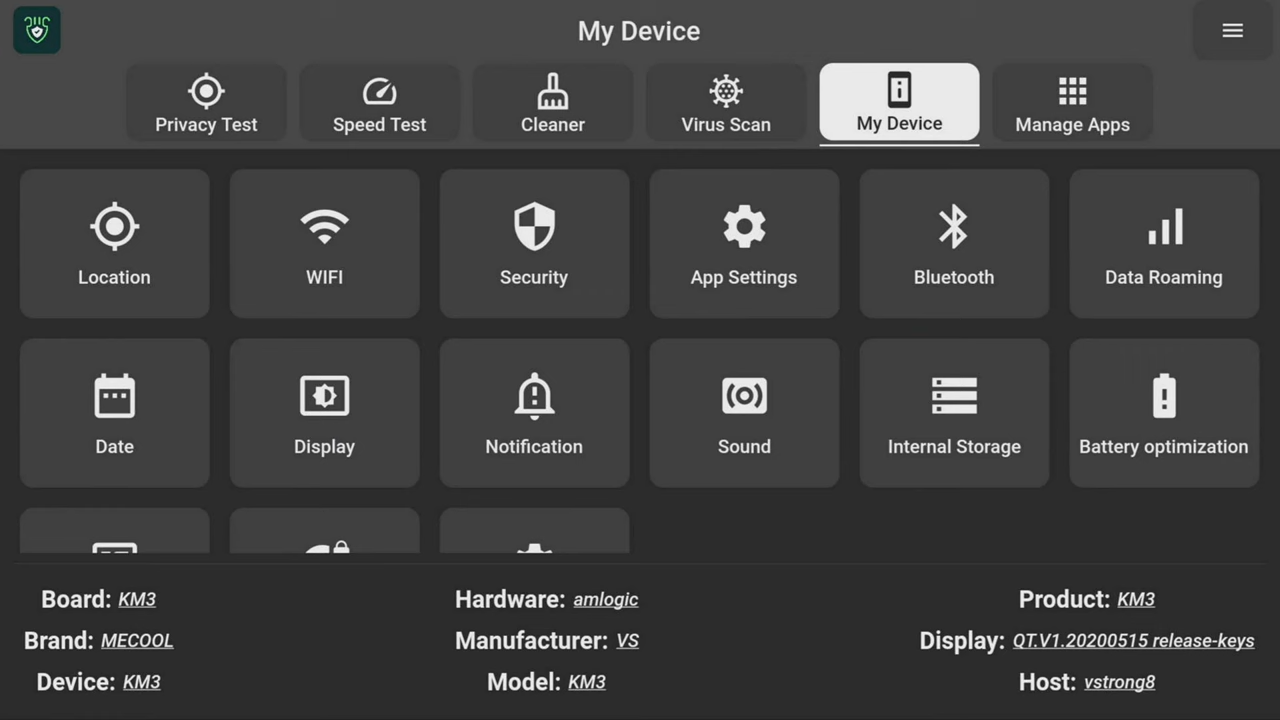 My Device
Privacy Test
Speed Test
Cleaner
Virus Scan
My Device
Manage Apps
Location
WIFI
Security
App Settings
Bluetooth
Data Roaming
Date
Display
Notification
Sound
Internal Storage
Battery optimization
Board: KM3
Hardware: amlogic
Product: KM3
Brand: MECOOL
Manufacturer: VS
Display: QT.V1.20200515 release-keys
Device: KM3
Model: KM3
Host: vstrong8